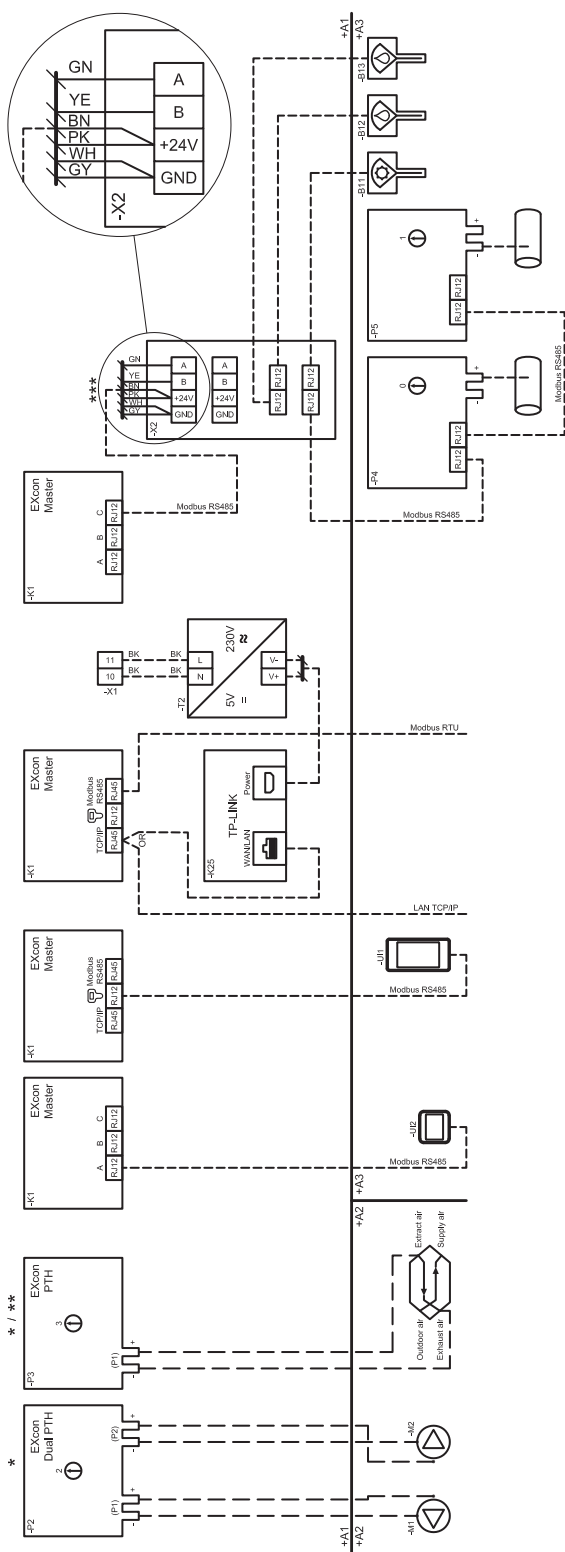 GN
YE
BN
PK
WH
GY
A
B
+24V
GND
-X2
+A1
+A3
-B13
-B12
-B11
***
GN
YE
BN
PK
WH
GY
A
B
+24V
GND
A
B
+24V
GND
-X2
RJ12 RJ12
RJ12 RJ12
-P5
1
RJ12 RJ12
- +
-P4
0
RJ12 RJ12
- +
Modbus RS485
Modbus RS485
EXcon
Master
-K1
A B C
RJ12 RJ12 RJ12
Modbus RS485
-X1
10 11
BK BK
BK BK
N L
-T2
230V
5V
=
V+ V-
EXcon
Master
-K1
TCP/IP
Modbus
RS485
RJ45 RJ12 RJ45
OR
Modbus RTU
TP-LINK
-K25
WAN/LAN
Power
LAN TCP/IP
EXcon
Master
-K1
TCP/IP
Modbus
RS485
RJ45 RJ12 RJ45
-UI1
Modbus RS485
EXcon
Master
-K1
A B C
RJ12 RJ12 RJ12
-UI2
Modbus RS485
+A3
+A2
* / **
EXcon
PTH
3
-P3
(P1)
- +
Extract air
Supply air
Outdoor air
Exhaust air
*
EXcon
Dual PTH
2
-P2
(P1)
- +
(P2)
- +
-M2
-M1
+A1
+A2